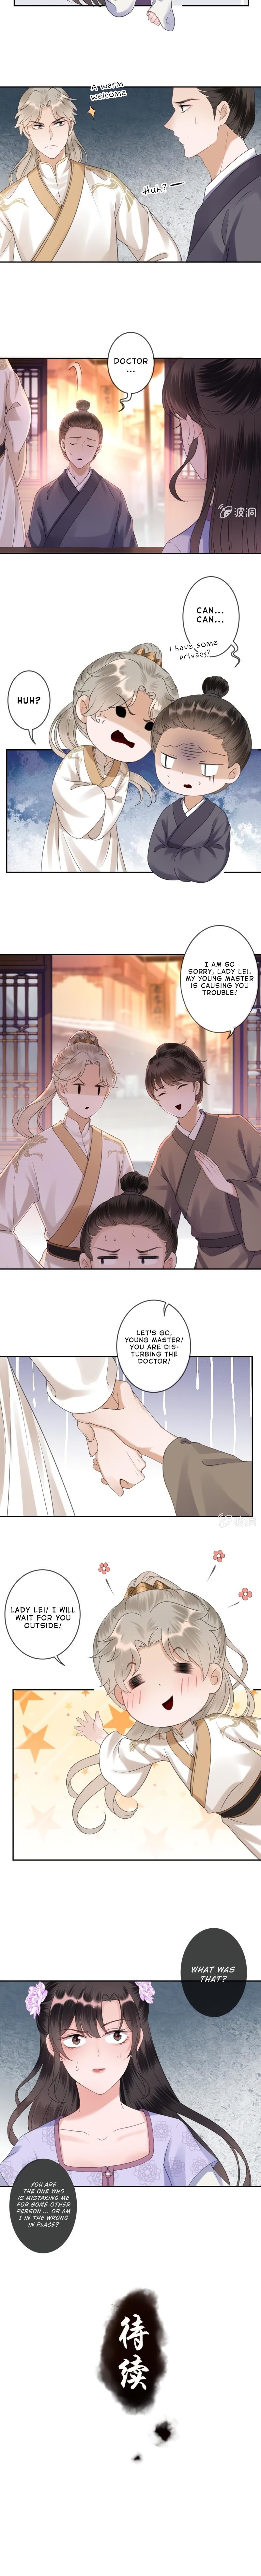 A warm
welcome
Huh?
DOCTOR
...
波洞
CAN...
CAN...
I have some
privacy?
HUH?
I AM SO
SORRY, LADY LEI.
MY YOUNG MASTER
IS CAUSING YOU
TROUBLE!
LET'S GO,
YOUNG MASTER!
YOU ARE DIS-
TURBING THE
DOCTOR!
波洞
LADY LEI! I WILL
WAIT FOR YOU
OUTSIDE!
WHAT WAS
THAT?
YOU ARE
THE ONE WHO
IS MISTAKING ME
FOR SOME OTHER
PERSON ... OR AM
I IN THE WRONG
IN PLACE?
待续